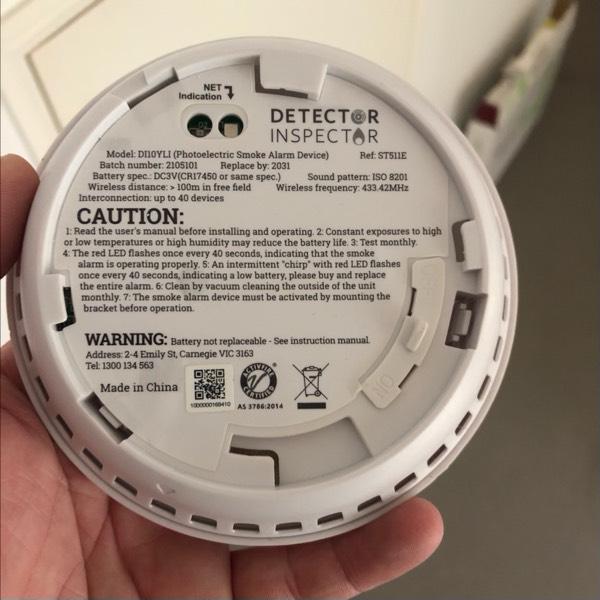 NET
Indication
DETECTOR
INSPECTOR
Model: DI10YLI (Photoelectric Smoke Alarm Device) Ref: ST511E
Batch number: 2105101 Replace by: 2031
Battery spec.: DC3V(CR17450 or same spec.) Sound pattern: ISO 8201
Wireless distance: > 100m in free field Wireless frequency: 433.42MHz
Interconnection: up to 40 devices
CAUTION:
1: Read the user's manual before installing and operating. 2: Constant exposures to high
or low temperatures or high humidity may reduce the battery life. 3: Test monthly.
4: The red LED flashes once every 40 seconds, indicating that the smoke
alarm is operating properly. 5: An intermittent "chirp" with red LED flashes
once every 40 seconds, indicating a low battery, please buy and replace
the entire alarm. 6: Clean by vacuum cleaning the outside of the unit
monthly. 7: The smoke alarm device must be activated by mounting the
bracket before operation.
WARNING: Battery not replaceable - See instruction manual.
Address: 2-4 Emily St, Carnegie VIC 3163
Tel: 1300 134 563
Made in China
1000000168410
ACTIVFIRE
CERTIFIED
AS 3786:2014
OFF
ON